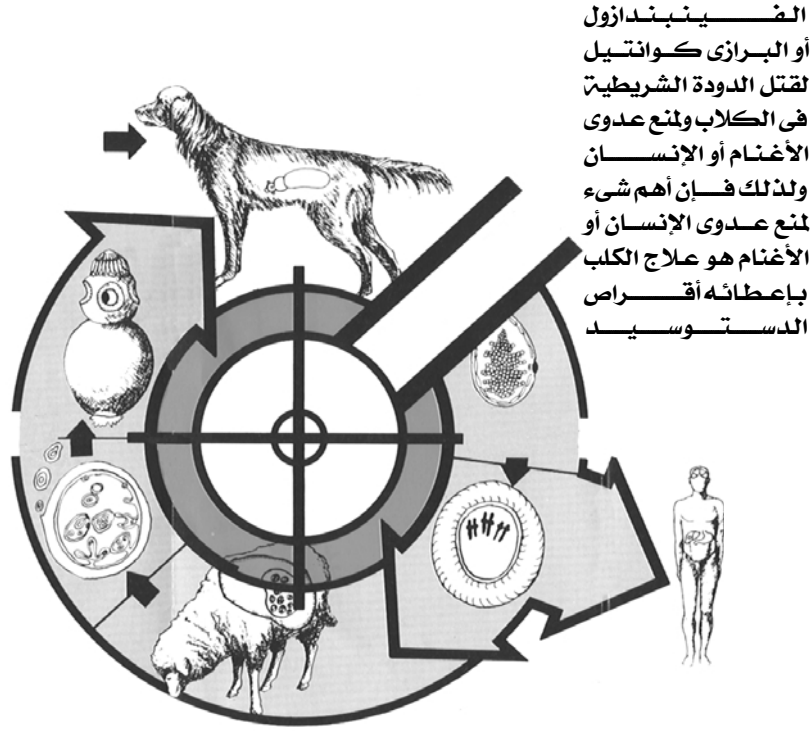 الفينبندازول
أو البرازى كوانتيل
لقتل الدودة الشريطية
فى الكلاب ولمنع عدوى
الأغنام أو الإنسان
ولذلك فإن أهم شىء
لمنع عدوى الإنسان أو
الأغنام هو علاج الكلب
بإعطائه أقراص
الدستوسيد